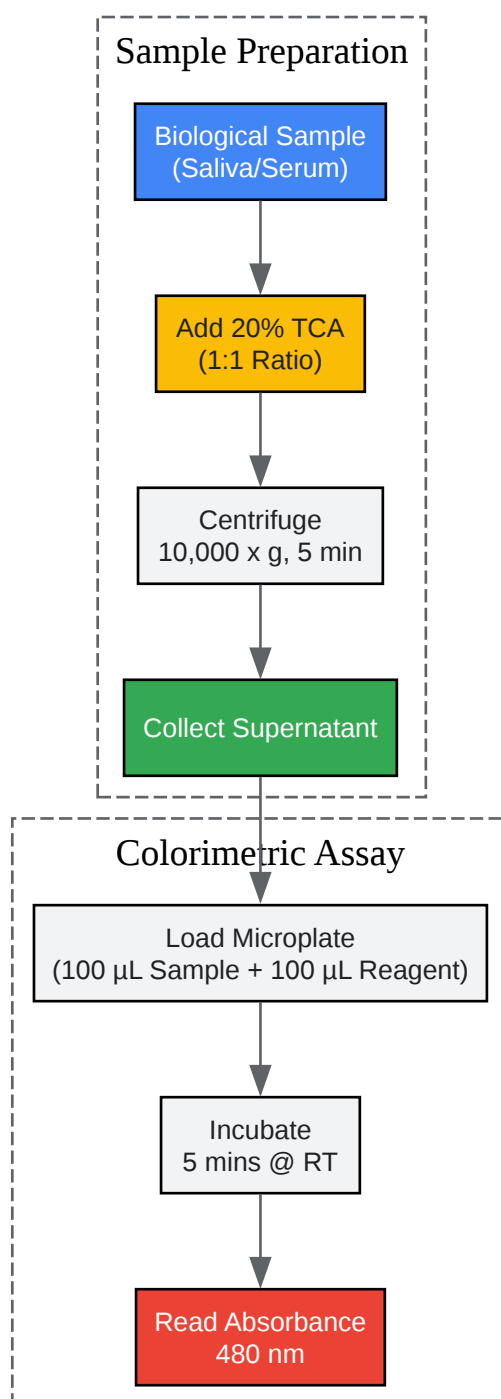 Sample Preparation
Biological Sample
(Saliva/Serum)
Add 20% TCA
(1:1 Ratio)
Centrifuge
10,000 x g, 5 min
Collect Supernatant
Colorimetric Assay
Load Microplate
(100 µL Sample + 100 µL Reagent)
Incubate
5 mins @ RT
Read Absorbance
480 nm